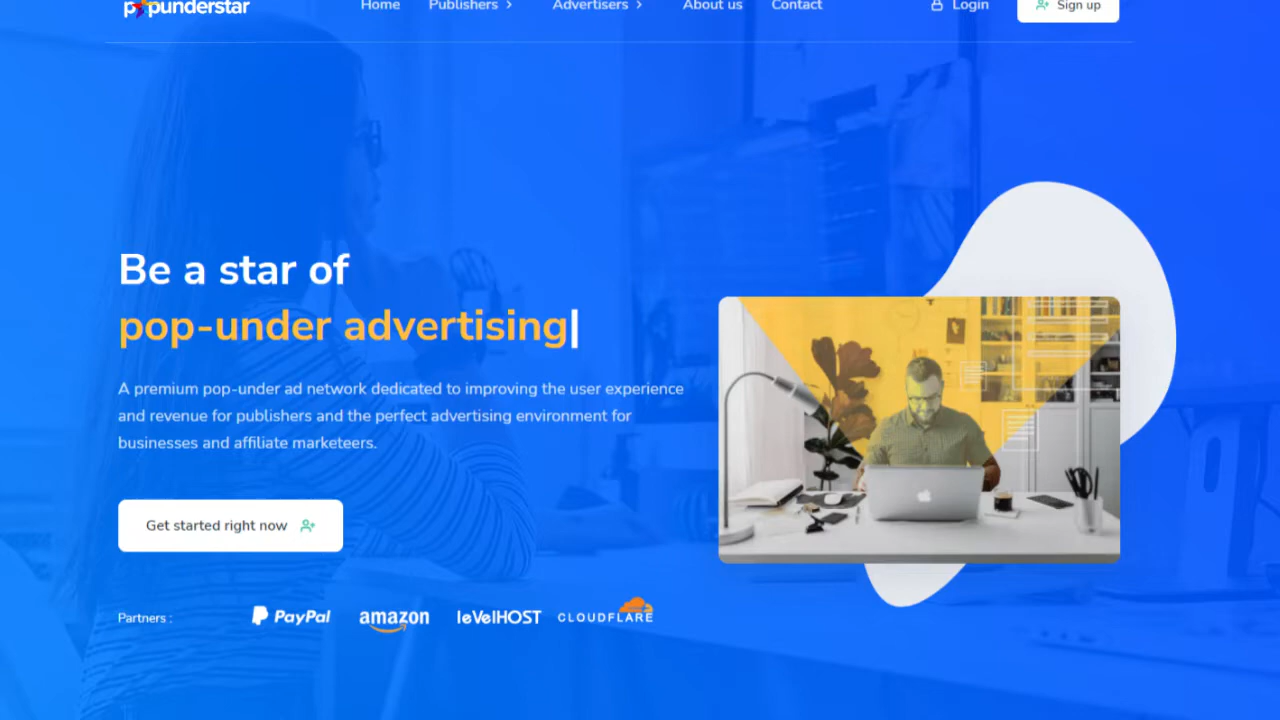 popunderstar
Home
Publishers
Advertisers
About us
Contact
Login
Sign up
Be a star of
pop-under advertising
A premium pop-under ad network dedicated to improving the user experience
and revenue for publishers and the perfect advertising environment for
businesses and affiliate marketeers.
Get started right now
Partners :
PayPal
amazon
leVelHOST
CLOUDFLARE